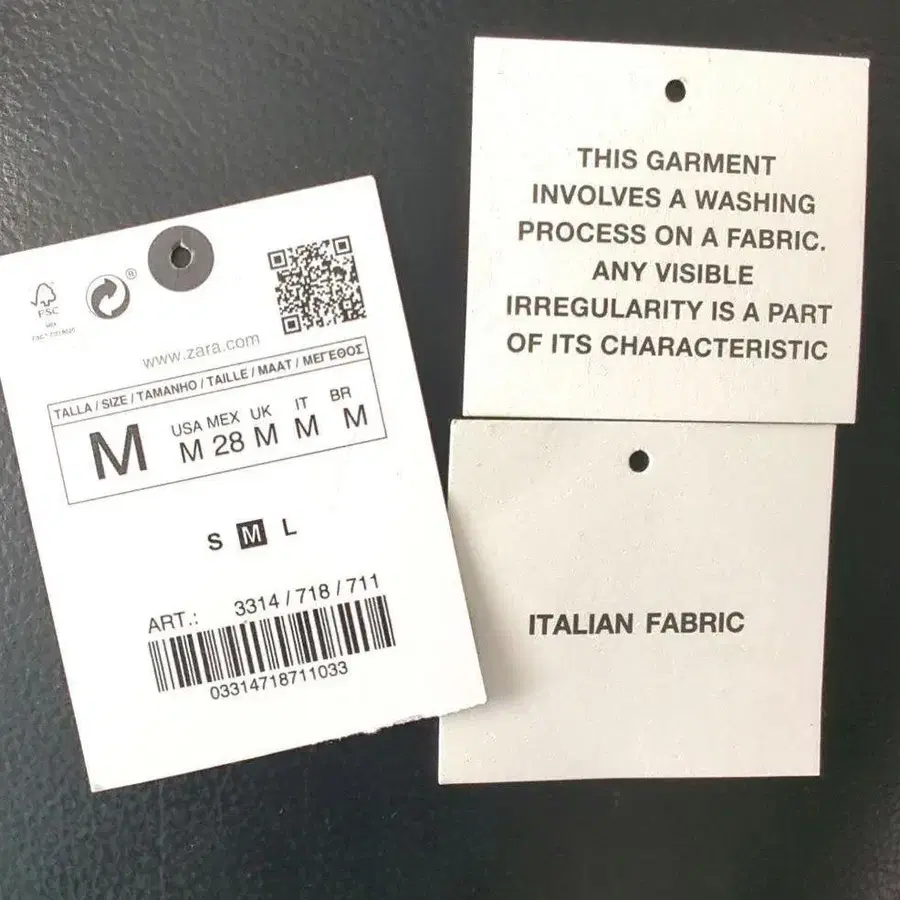 FSC
®
www.zara.com
TALLA / SIZE / TAMANHO / TAILLE / MAAT / ΜΕΓΕΘΟΣ
M
USA MEX UK IT BR
M 28 M M M
S M L
ART.: 3314 / 718 / 711
03314718711033
THIS GARMENT
INVOLVES A WASHING
PROCESS ON A FABRIC.
ANY VISIBLE
IRREGULARITY IS A PART
OF ITS CHARACTERISTIC
ITALIAN FABRIC